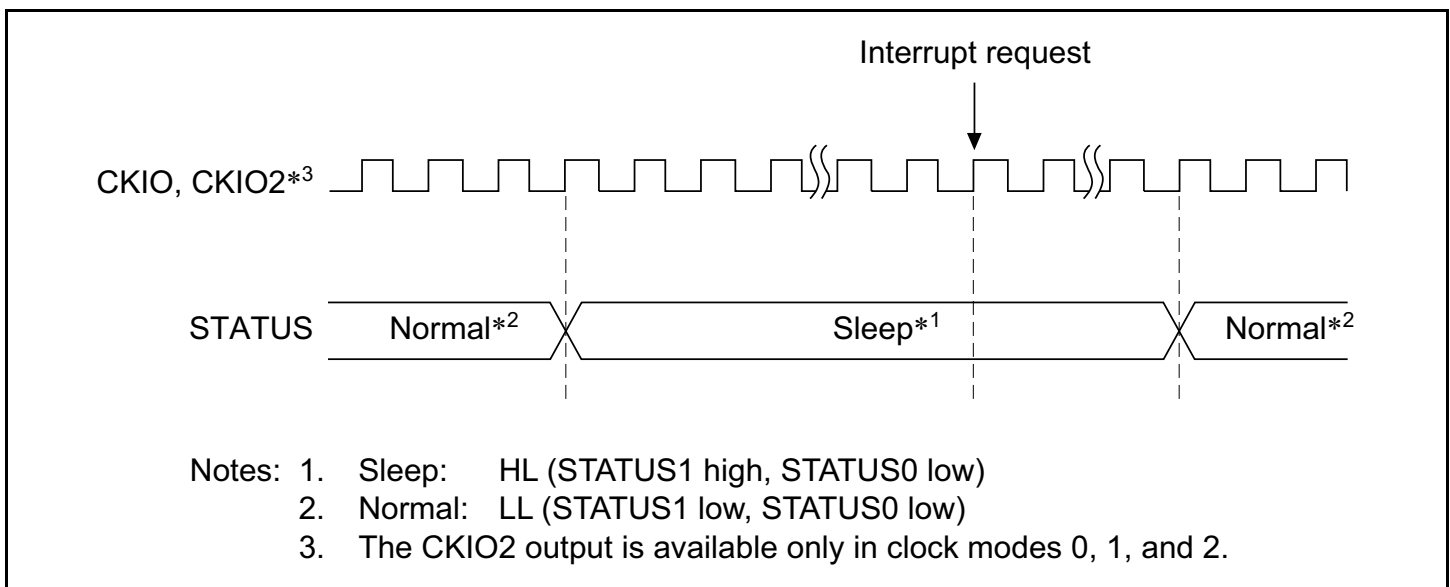 Interrupt request
CKIO, CKIO2*3
STATUS Normal*2 Sleep*1 Normal*2
Notes: 1. Sleep: HL (STATUS1 high, STATUS0 low)
2. Normal: LL (STATUS1 low, STATUS0 low)
3. The CKIO2 output is available only in clock modes 0, 1, and 2.